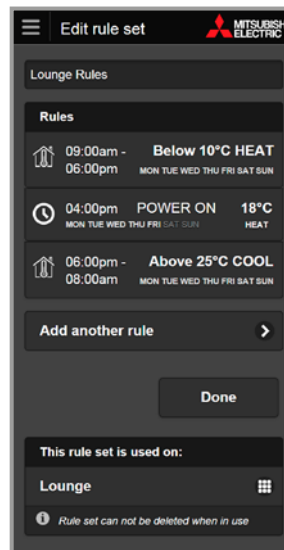 Edit rule set
MITSUBISHI
ELECTRIC
Lounge Rules
Rules
09:00am - Below 10°C HEAT
06:00pm MON TUE WED THU FRI SAT SUN
04:00pm POWER ON 18°C
MON TUE WED THU FRI SAT SUN HEAT
06:00pm - Above 25°C COOL
08:00am MON TUE WED THU FRI SAT SUN
Add another rule
Done
This rule set is used on:
Lounge
Rule set can not be deleted when in use